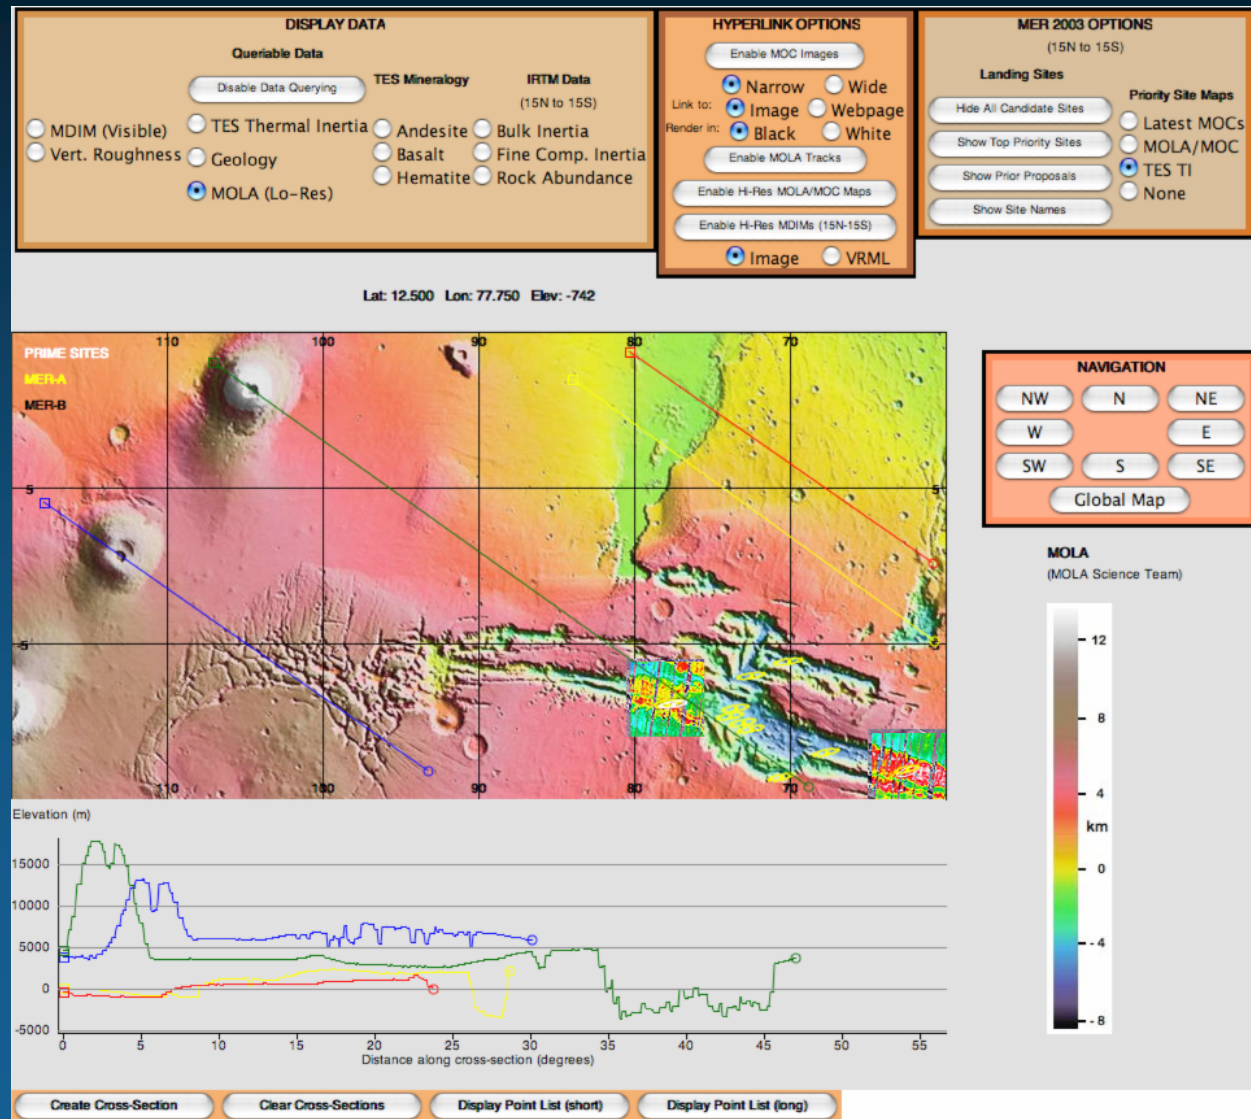 DISPLAY DATA
Queriable Data
Disable Data Querying
TES Mineralogy
IRTM Data
(15N to 15S)
MDIM (Visible)
TES Thermal Inertia
Andesite
Bulk Inertia
Vert. Roughness
Geology
Basalt
Fine Comp. Inertia
MOLA (Lo-Res)
Hematite
Rock Abundance
HYPERLINK OPTIONS
Enable MOC Images
Narrow
Wide
Link to:
Image
Webpage
Render in:
Black
White
Enable MOLA Tracks
Enable Hi-Res MOLA/MOC Maps
Enable Hi-Res MDIMs (15N-15S)
Image
VRML
MER 2003 OPTIONS
(15N to 15S)
Landing Sites
Hide All Candidate Sites
Show Top Priority Sites
Show Prior Proposals
Show Site Names
Priority Site Maps
Latest MOCs
MOLA/MOC
TES TI
None
Lat: 12.500 Lon: 77.750 Elev: -742
110 100 90 80 70
PRIME SITES
MER-A
MER-B
5 5
-5 -5
110 100 90 80 70
NAVIGATION
NW N NE
W E
SW S SE
Global Map
MOLA
(MOLA Science Team)
12
8
4
km
0
- 4
- 8
Elevation (m)
15000
10000
5000
0
-5000
0 5 10 15 20 25 30 35 40 45 50 55
Distance along cross-section (degrees)
Create Cross-Section
Clear Cross-Sections
Display Point List (short)
Display Point List (long)